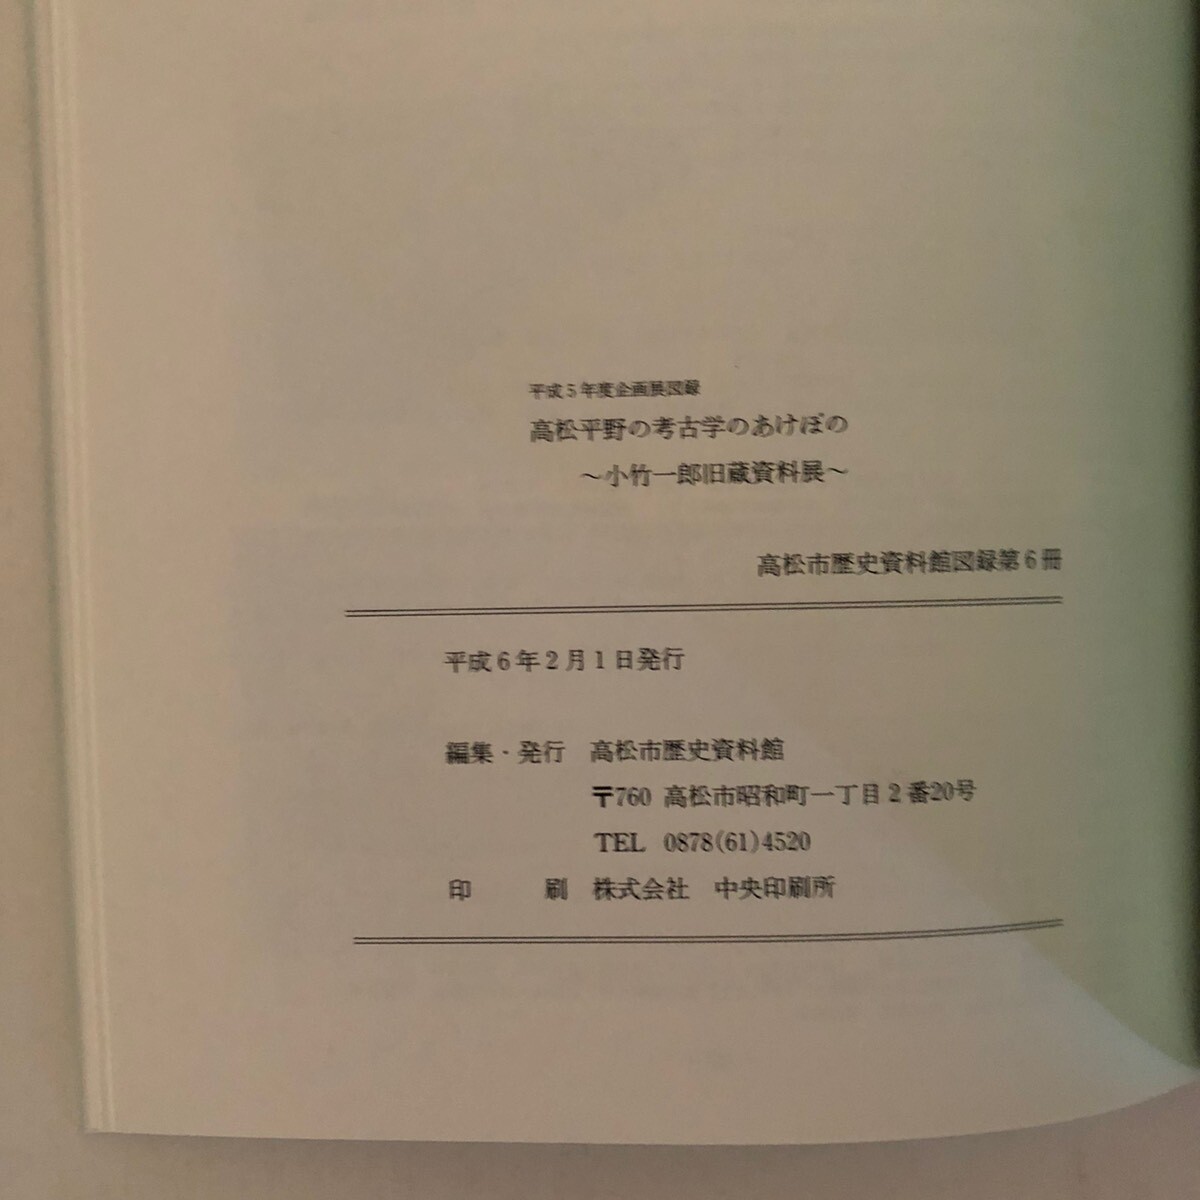 平成5年度企画展図録
高松平野の考古学のあけぼの
～小竹一郎旧蔵資料展～
高松市歴史資料館図録第6冊
平成6年2月1日発行
編集・発行　高松市歴史資料館
〒760 高松市昭和町一丁目2番20号
TEL 0878(61)4520
印　　　刷　株式会社　中央印刷所